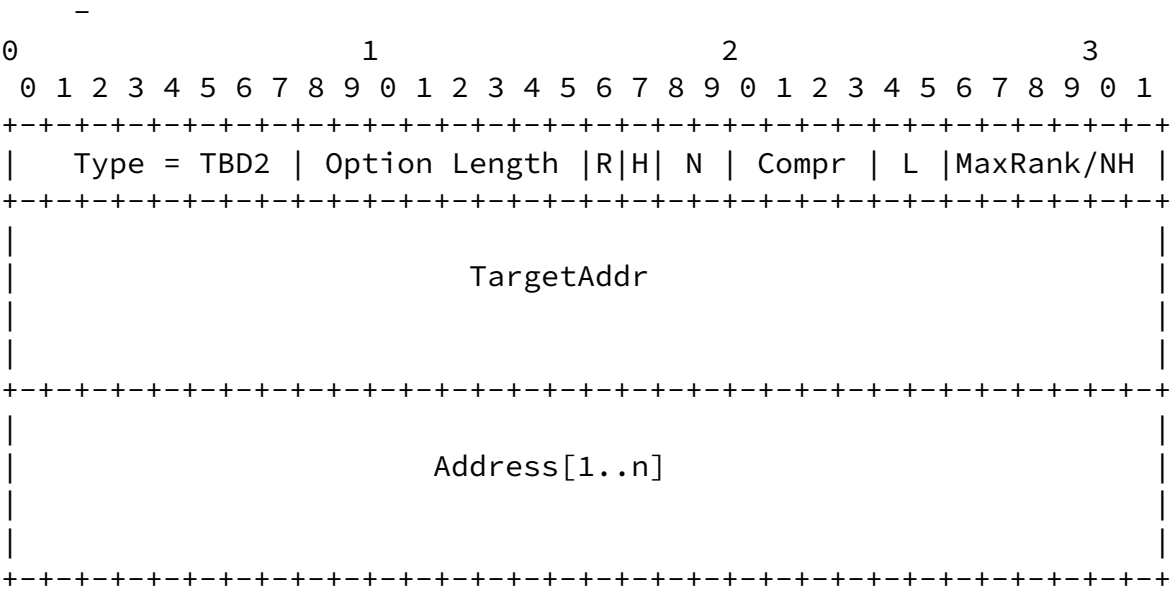 _
0                   1                   2                   3
 0 1 2 3 4 5 6 7 8 9 0 1 2 3 4 5 6 7 8 9 0 1 2 3 4 5 6 7 8 9 0 1
+-+-+-+-+-+-+-+-+-+-+-+-+-+-+-+-+-+-+-+-+-+-+-+-+-+-+-+-+-+-+-+-+
|   Type = TBD2 | Option Length |R|H| N | Compr | L |MaxRank/NH |
+-+-+-+-+-+-+-+-+-+-+-+-+-+-+-+-+-+-+-+-+-+-+-+-+-+-+-+-+-+-+-+-+
|                                                               |
|                         TargetAddr                            |
|                                                               |
|                                                               |
+-+-+-+-+-+-+-+-+-+-+-+-+-+-+-+-+-+-+-+-+-+-+-+-+-+-+-+-+-+-+-+-+
|                                                               |
|                       Address[1..n]                           |
|                                                               |
|                                                               |
+-+-+-+-+-+-+-+-+-+-+-+-+-+-+-+-+-+-+-+-+-+-+-+-+-+-+-+-+-+-+-+-+